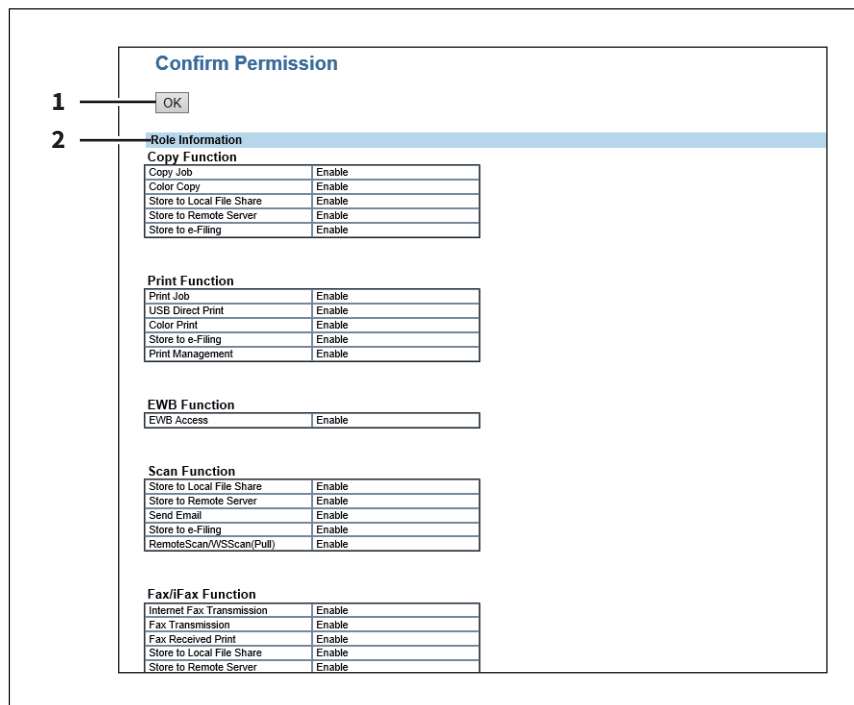 Confirm Permission
1 OK
2 Role Information
Copy Function
Copy Job Enable
Color Copy Enable
Store to Local File Share Enable
Store to Remote Server Enable
Store to e-Filing Enable
Print Function
Print Job Enable
USB Direct Print Enable
Color Print Enable
Store to e-Filing Enable
Print Management Enable
EWB Function
EWB Access Enable
Scan Function
Store to Local File Share Enable
Store to Remote Server Enable
Send Email Enable
Store to e-Filing Enable
RemoteScan/WSScan(Pull) Enable
Fax/iFax Function
Internet Fax Transmission Enable
Fax Transmission Enable
Fax Received Print Enable
Store to Local File Share Enable
Store to Remote Server Enable